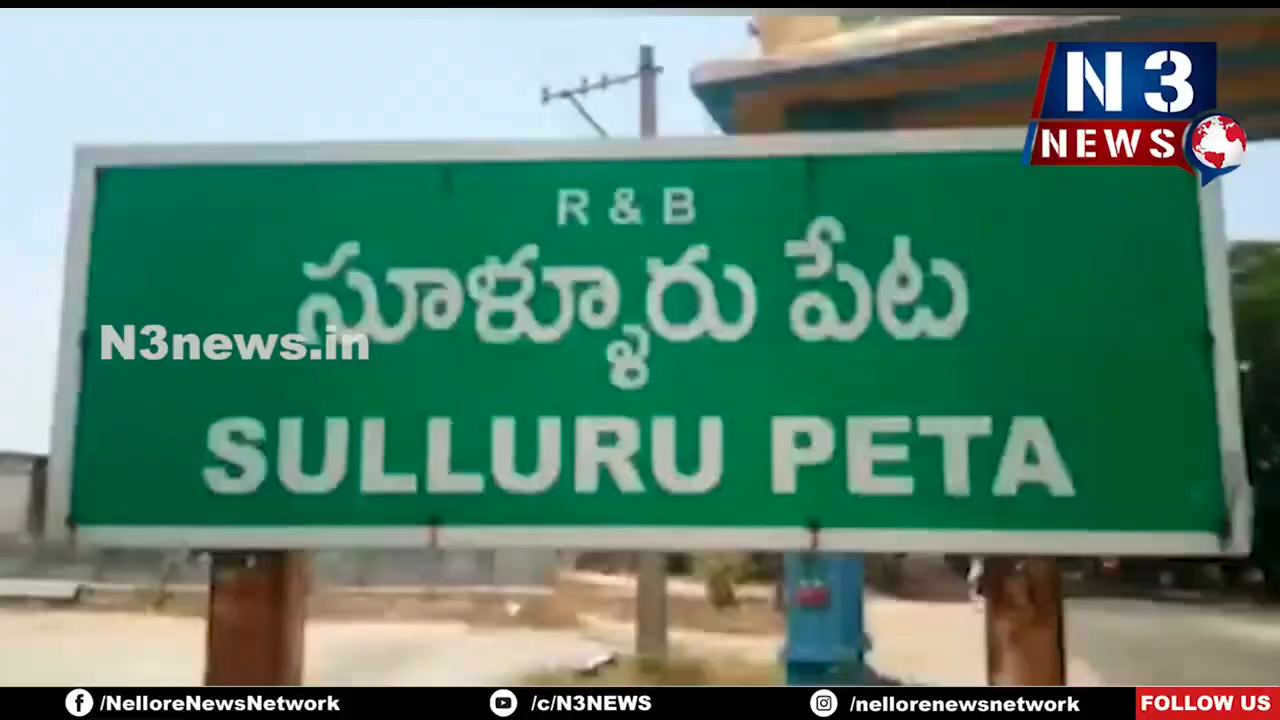 N3
NEWS
R & B
సూళ్ళూరు పేట
N3news.in
SULLURU PETA
/NelloreNewsNetwork
/c/N3NEWS
/nellorenewsnetwork
FOLLOW US